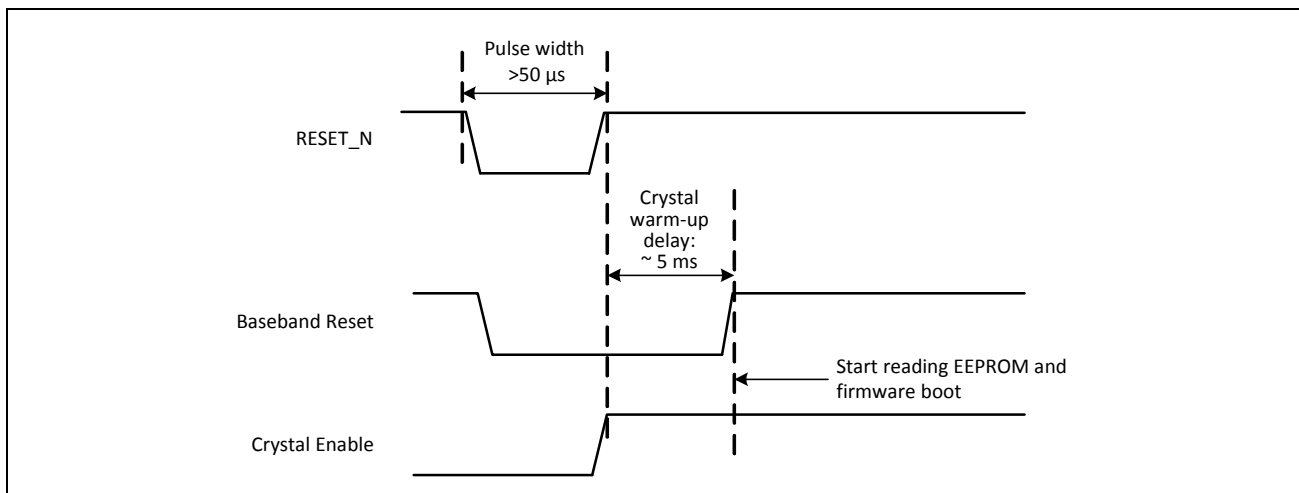 Pulse width
>50 µs
RESET_N
Crystal
warm-up
delay:
~ 5 ms
Baseband Reset
Start reading EEPROM and
firmware boot
Crystal Enable